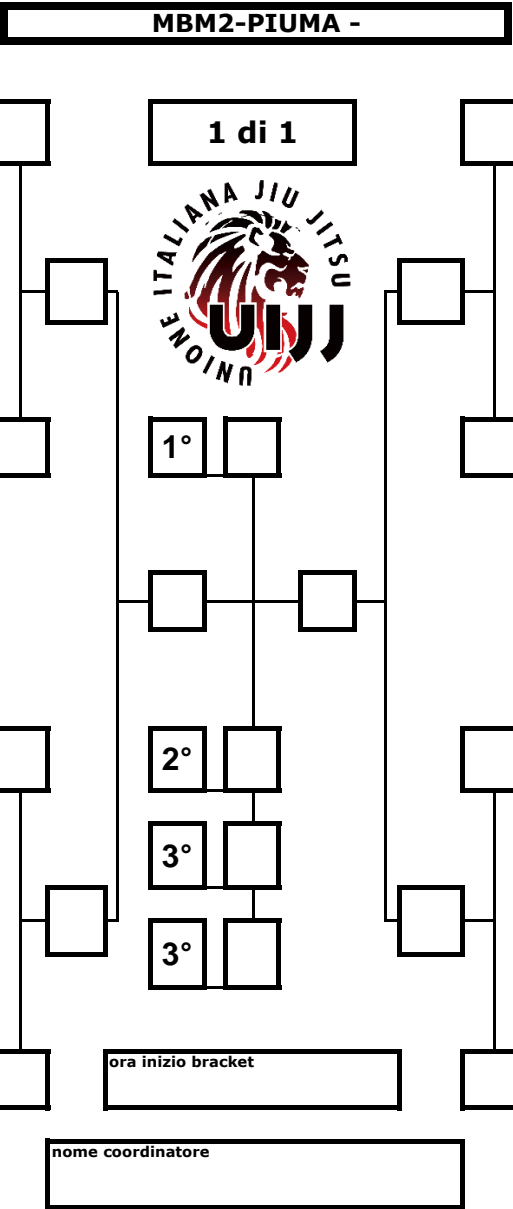 MBM2-PIUMA -
1 di 1
UNIONE ITALIANA JIU JITSU
UIJJ
1°
2°
3°
3°
ora inizio bracket
nome coordinatore